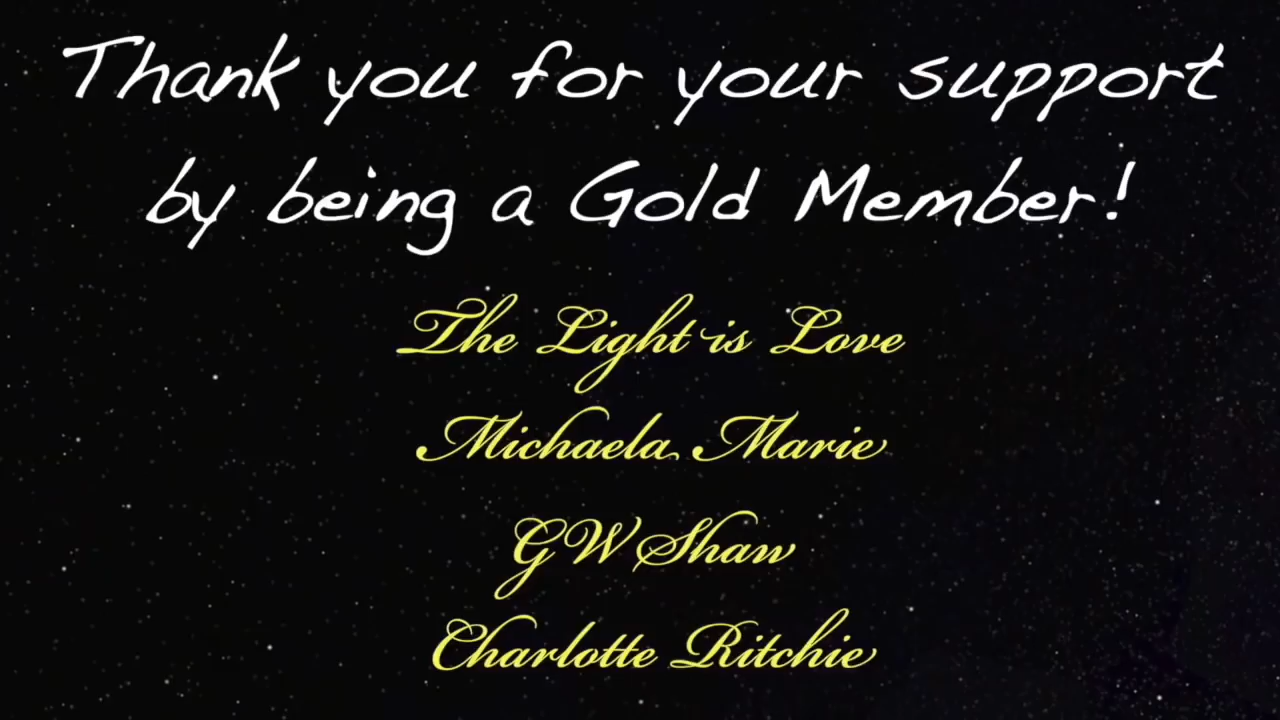 Thank you for your support
by being a Gold Member!
The Light is Love
Michaela Marie
GW Shaw
Charlotte Ritchie